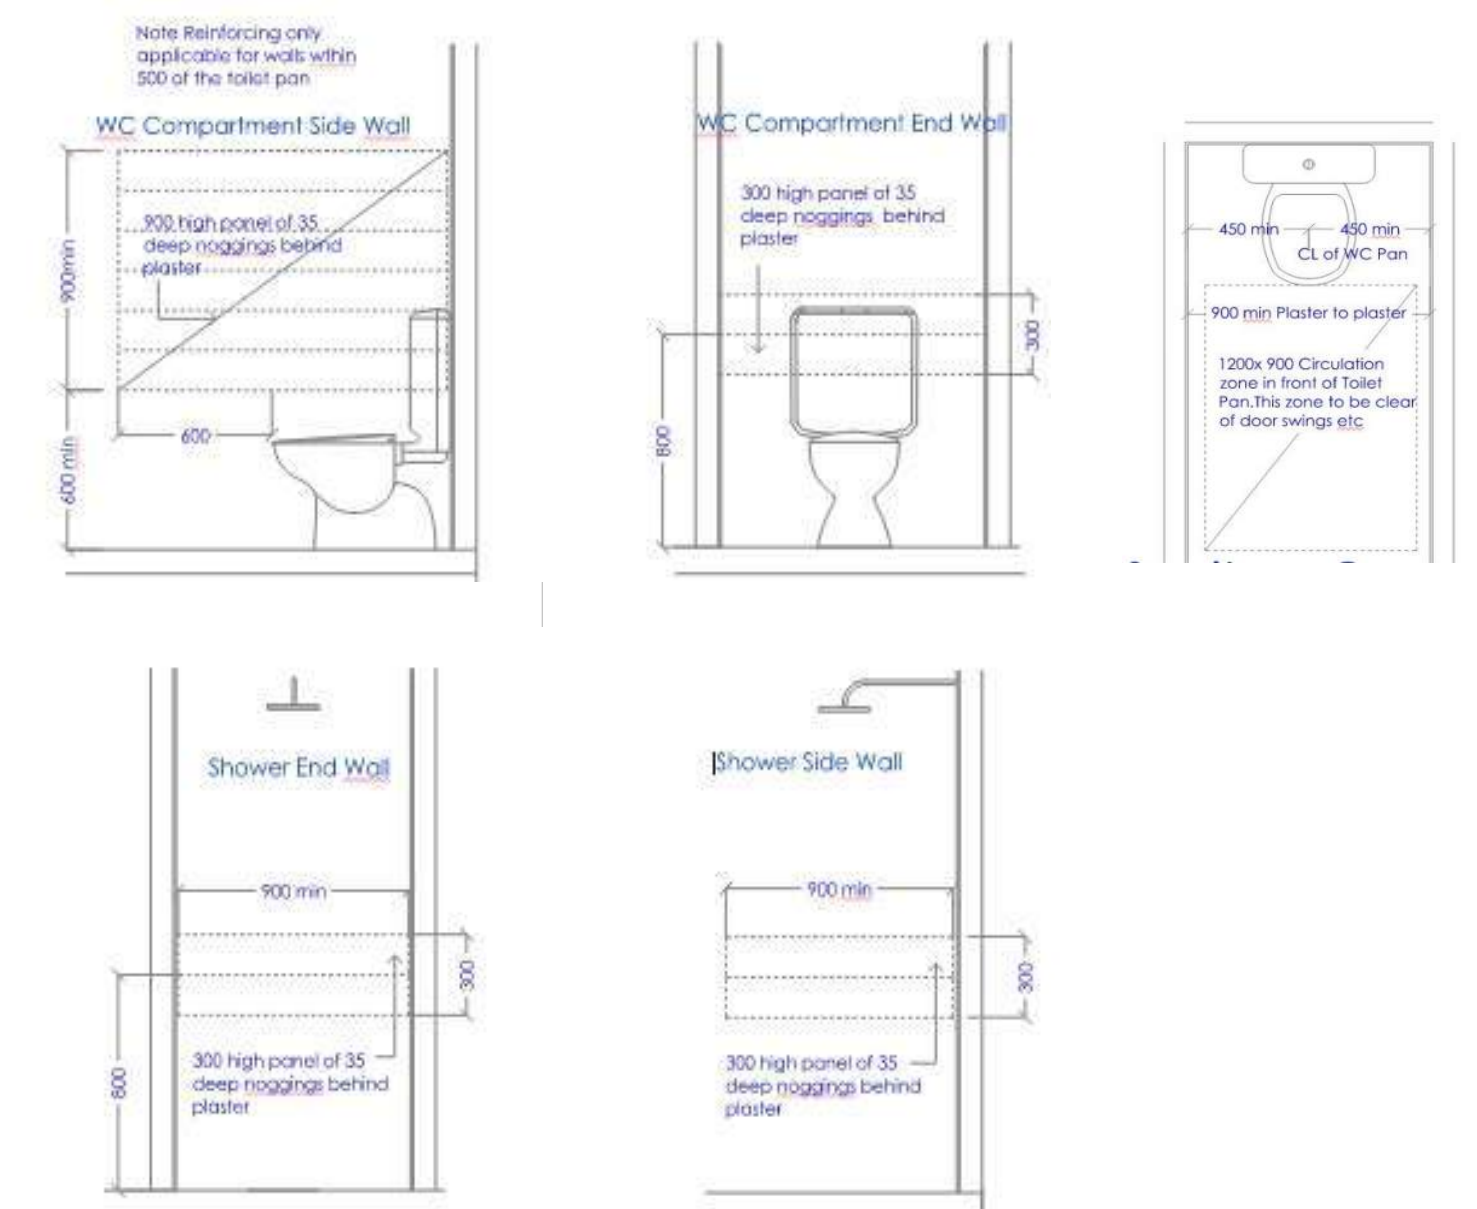 Note Reinforcing only
applicable for walls within
500 of the toilet pan
WC Compartment Side Wall
900 high panel of 35
deep noggings behind
plaster
900min
600
600 min
WC Compartment End Wall
300 high panel of 35
deep noggings behind
plaster
300
800
450 min
450 min
CL of WC Pan
900 min Plaster to plaster
1200x 900 Circulation
zone in front of Toilet
Pan.This zone to be clear
of door swings etc
Shower End Wall
900 min
300
300 high panel of 35
deep noggings behind
plaster
800
Shower Side Wall
900 min
300
300 high panel of 35
deep noggings behind
plaster